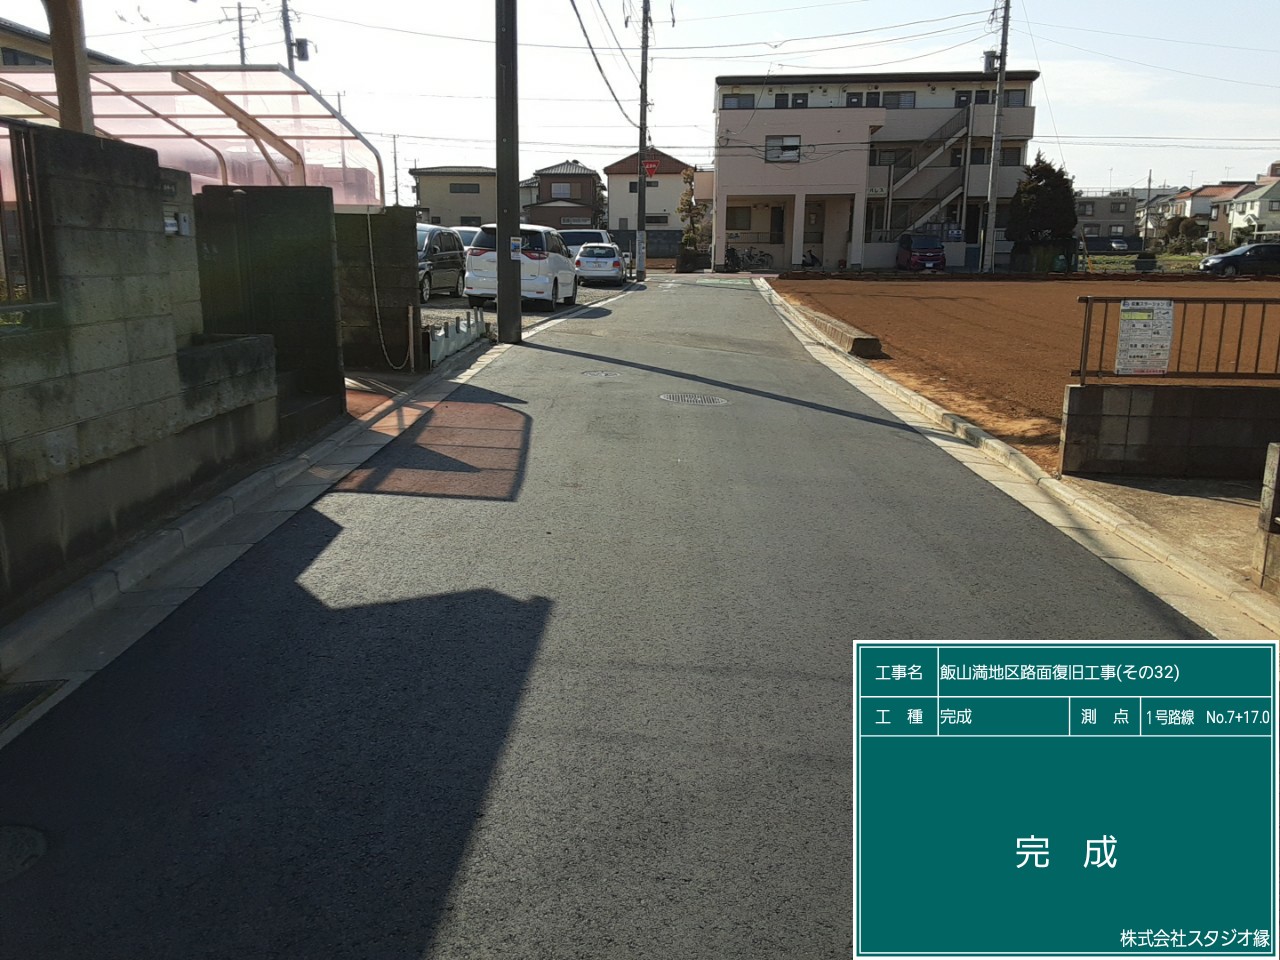 工事名 飯山満地区路面復旧工事(その32)
工 種 完成 測 点 1号路線 No.7+17.0
完 成
株式会社スタジオ縁